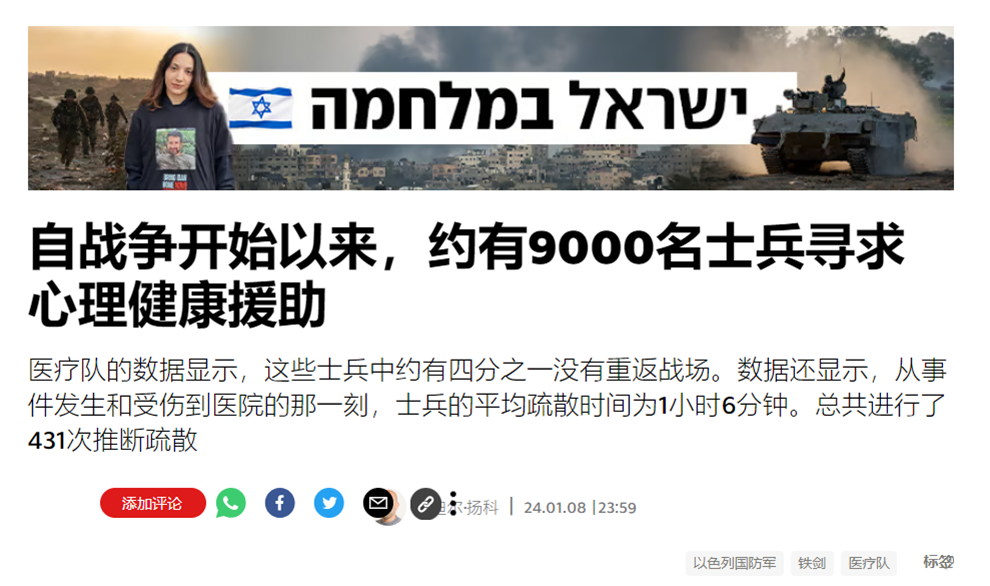 ישראל במלחמה
自战争开始以来，约有9000名士兵寻求
心理健康援助
医疗队的数据显示，这些士兵中约有四分之一没有重返战场。数据还显示，从事
件发生和受伤到医院的那一刻，士兵的平均疏散时间为1小时6分钟。总共进行了
431次推断疏散
添加评论
尔·扬科 | 24.01.08 |23:59
以色列国防军 铁剑 医疗队 标签